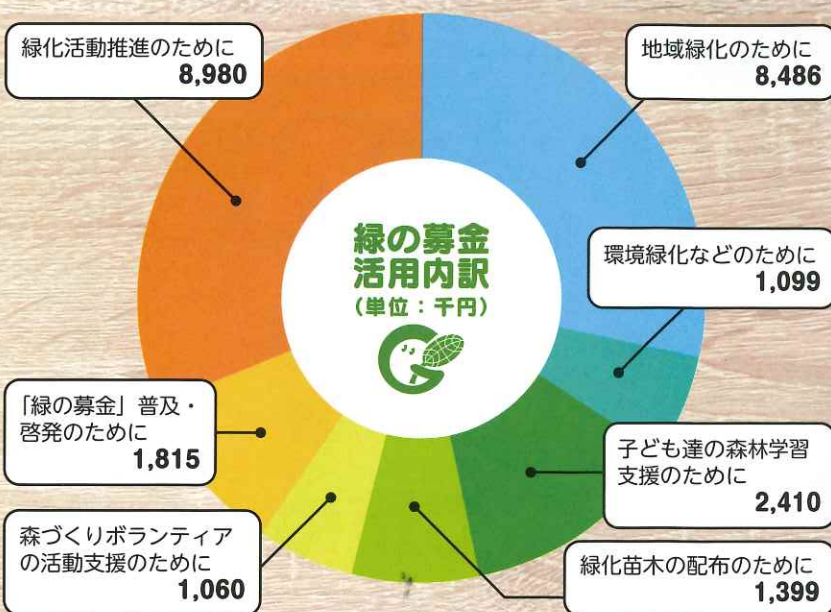 緑の募金
活用内訳
(単位：千円)
地域緑化のために
8,486
環境緑化などのために
1,099
子ども達の森林学習
支援のために
2,410
緑化苗木の配布のために
1,399
森づくりボランティア
の活動支援のために
1,060
「緑の募金」普及・
啓発のために
1,815
緑化活動推進のために
8,980